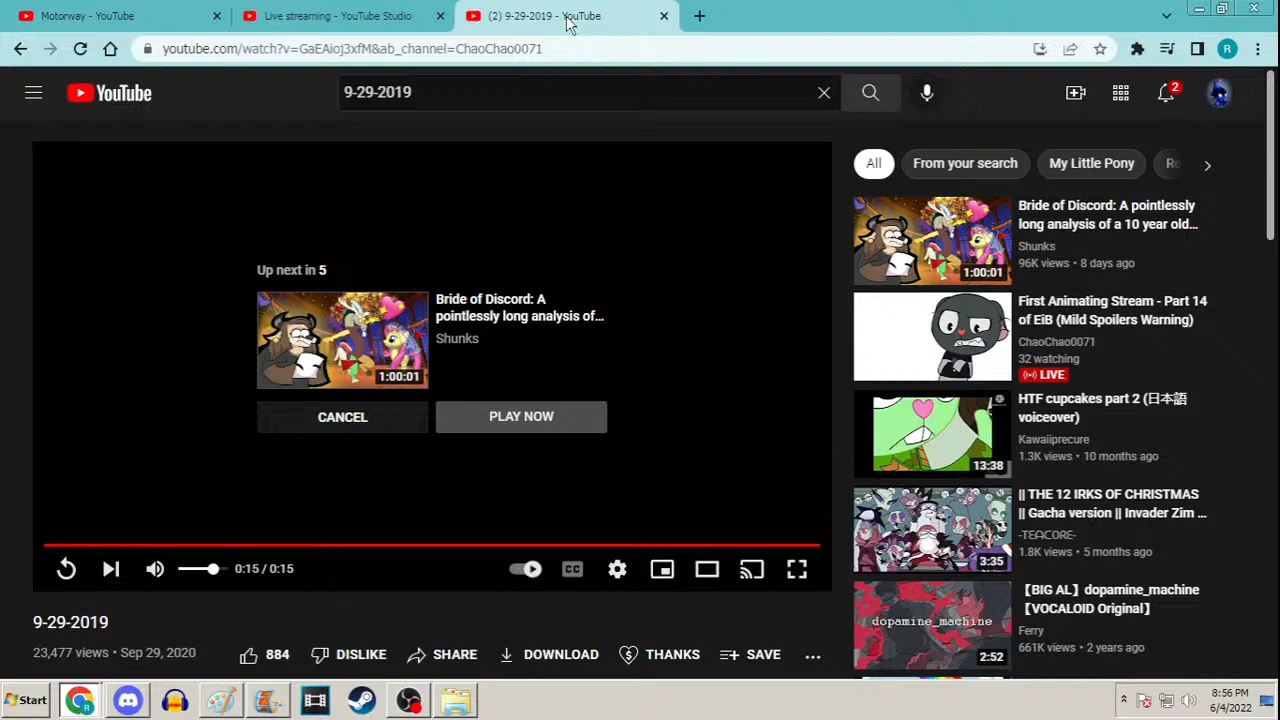 Motorway - YouTube
Live streaming - YouTube Studio
(2) 9-29-2019 - YouTube
youtube.com/watch?v=GaEAioj3xfM&ab_channel=ChaoChao0071
R
YouTube
9-29-2019
2
All
From your search
My Little Pony
Re
Up next in 5
1:00:01
Bride of Discord: A
pointlessly long analysis of...
Shunks
CANCEL
PLAY NOW
0:15 / 0:15
CC
9-29-2019
23,477 views • Sep 29, 2020
884
DISLIKE
SHARE
DOWNLOAD
THANKS
SAVE
1:00:01
Bride of Discord: A pointlessly
long analysis of a 10 year old...
Shunks
96K views • 8 days ago
First Animating Stream - Part 14
of EiB (Mild Spoilers Warning)
ChaoChao0071
32 watching
LIVE
13:38
HTF cupcakes part 2 (日本語
voiceover)
Kawaiiprecure
1.3K views • 10 months ago
3:35
|| THE 12 IRKS OF CHRISTMAS
|| Gacha version || Invader Zim ...
-TEACORE-
1.8K views • 5 months ago
dopamine_machine
2:52
【BIG AL】dopamine_machine
【VOCALOID Original】
Ferry
661K views • 2 years ago
Start
R
8:56 PM
6/4/2022